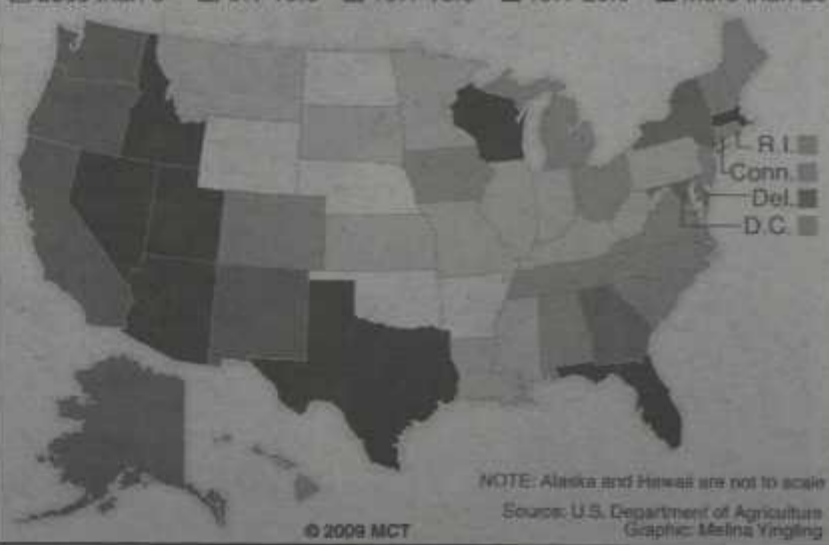 R.I.
Conn.
Del.
D.C.
NOTE: Alaska and Hawaii are not to scale
Source: U.S. Department of Agriculture
© 2009 MCT
Graphic: Melina Yingling